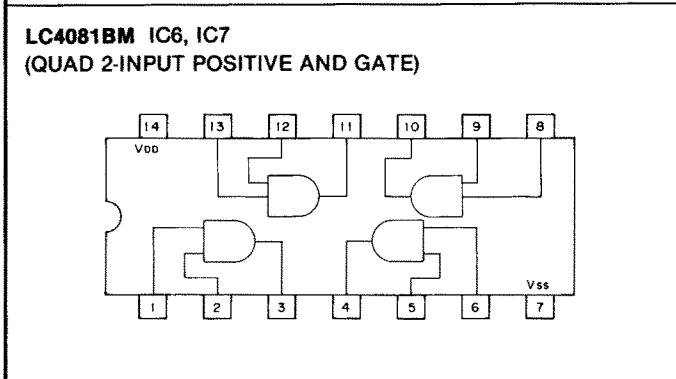 LC4081BM IC6, IC7
(QUAD 2-INPUT POSITIVE AND GATE)
14 13 12 11 10 9 8
VDD
Vss
1 2 3 4 5 6 7